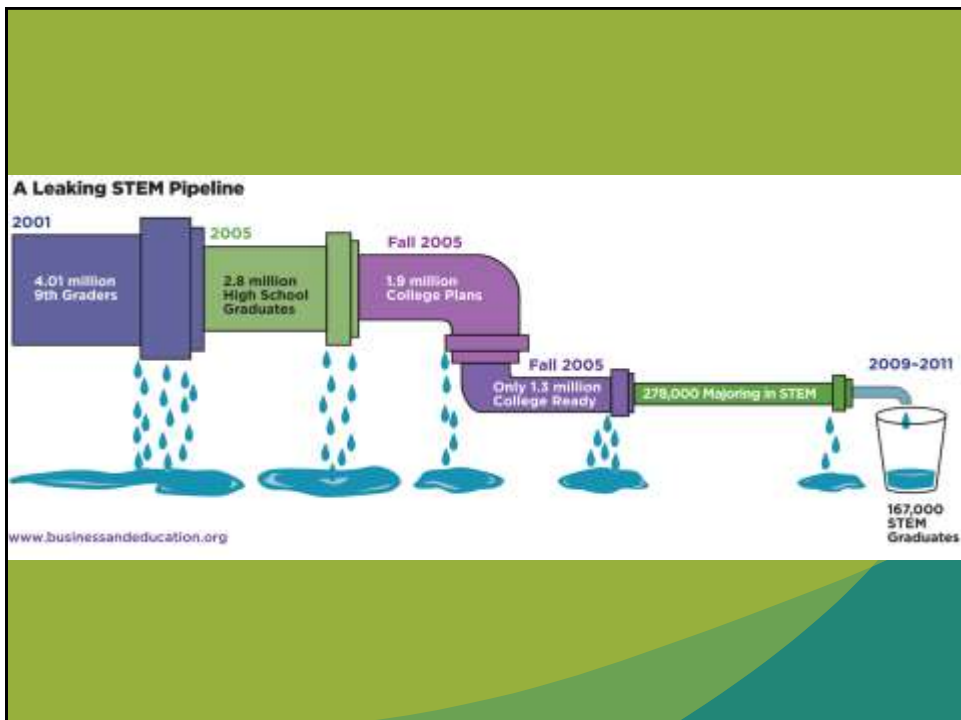 A Leaking STEM Pipeline
2001
4.01 million
9th Graders
2005
2.8 million
High School
Graduates
Fall 2005
1.9 million
College Plans
Fall 2005
Only 1.3 million
College Ready
278,000 Majoring in STEM
2009-2011
167,000
STEM
Graduates
www.businessandeducation.org